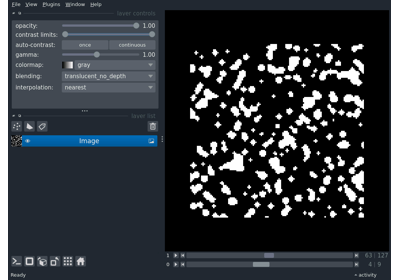 File View Plugins Window Help
layer controls
opacity: 1.00
contrast limits:
auto-contrast: once continuous
gamma: 1.00
colormap: gray
blending: translucent_no_depth
interpolation: nearest
layer list
Image
1 63 127
0 4 9
Ready activity